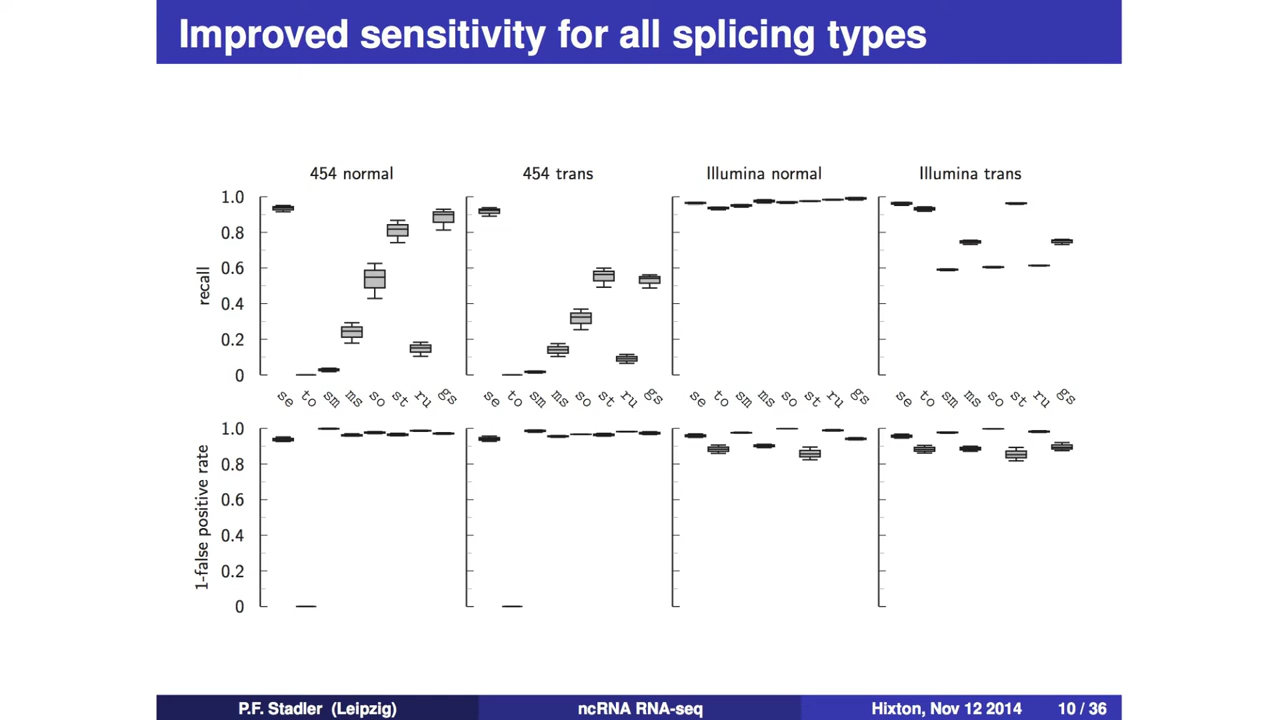 Improved sensitivity for all splicing types
454 normal 454 trans Illumina normal Illumina trans
recall
1.0
0.8
0.6
0.4
0.2
0
se to sm ms so st ru gs se to sm ms so st ru gs se to sm ms so st ru gs se to sm ms so st ru gs
1-false positive rate
1.0
0.8
0.6
0.4
0.2
0
P.F. Stadler (Leipzig) ncRNA RNA-seq Hixton, Nov 12 2014 10 / 36